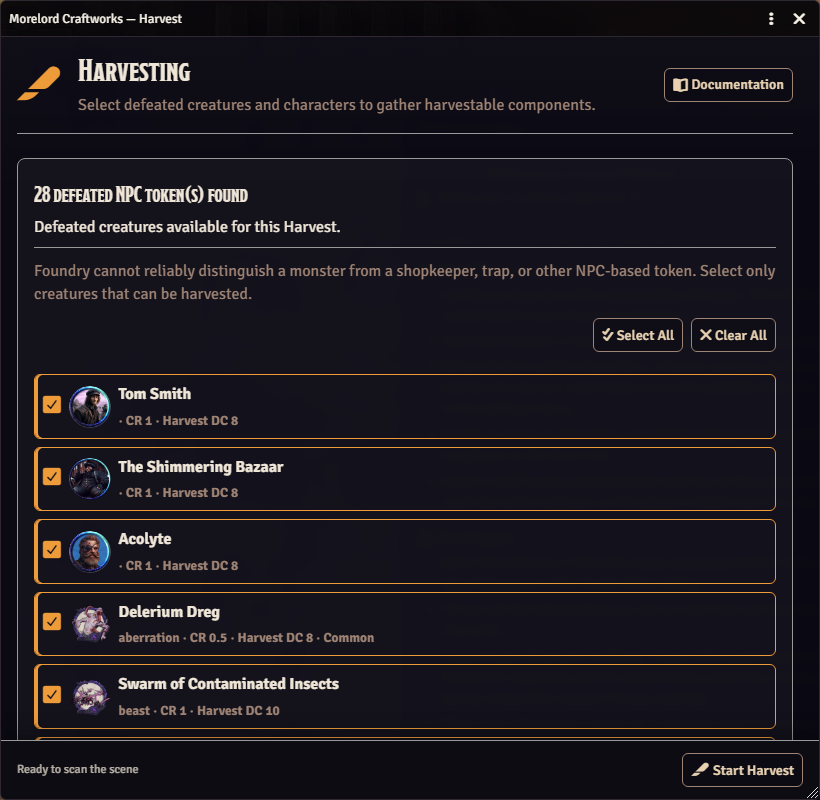 Morelord Craftworks — Harvest
Harvesting
Select defeated creatures and characters to gather harvestable components.
Documentation
28 defeated NPC token(s) found
Defeated creatures available for this Harvest.
Foundry cannot reliably distinguish a monster from a shopkeeper, trap, or other NPC-based token. Select only
creatures that can be harvested.
Select All
Clear All
Tom Smith
· CR 1 · Harvest DC 8
The Shimmering Bazaar
· CR 1 · Harvest DC 8
Acolyte
· CR 1 · Harvest DC 8
Delerium Dreg
aberration · CR 0.5 · Harvest DC 8 · Common
Swarm of Contaminated Insects
beast · CR 1 · Harvest DC 10
Ready to scan the scene
Start Harvest